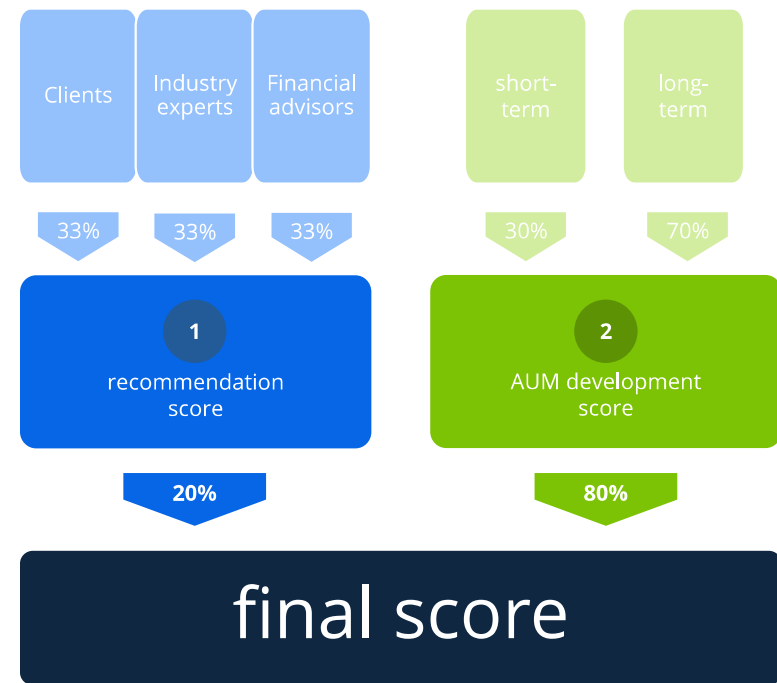 Clients
Industry
experts
Financial
advisors
short-
term
long-
term
33%
33%
33%
30%
70%
1
recommendation
score
2
AUM development
score
20%
80%
final score